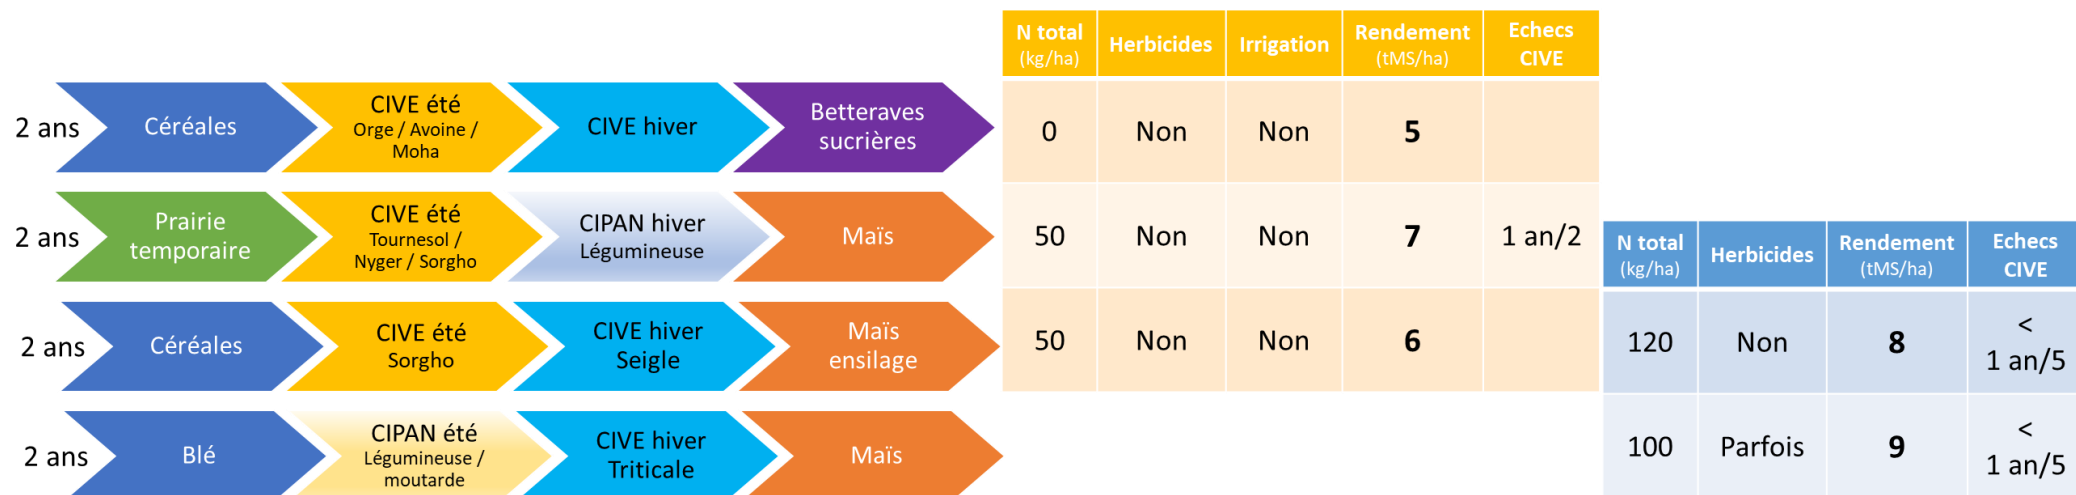 N total Herbicides Irrigation Rendement Echecs
(kg/ha) (tMS/ha) CIVE
2 ans Céréales CIVE été CIVE hiver Betteraves
Orge / Avoine / sucrières
Moha
0 Non Non 5
2 ans Prairie CIVE été CIPAN hiver Maïs
temporaire Tournesol / Légumineuse
Nyger / Sorgho
50 Non Non 7 1 an/2
N total Herbicides Rendement Echecs
(kg/ha) (tMS/ha) CIVE
2 ans Céréales CIVE été CIVE hiver Maïs
Sorgho Seigle ensilage
50 Non Non 6
120 Non 8 <
1 an/5
2 ans Blé CIPAN été CIVE hiver Maïs
Légumineuse / Triticale
moutarde
100 Parfois 9 <
1 an/5